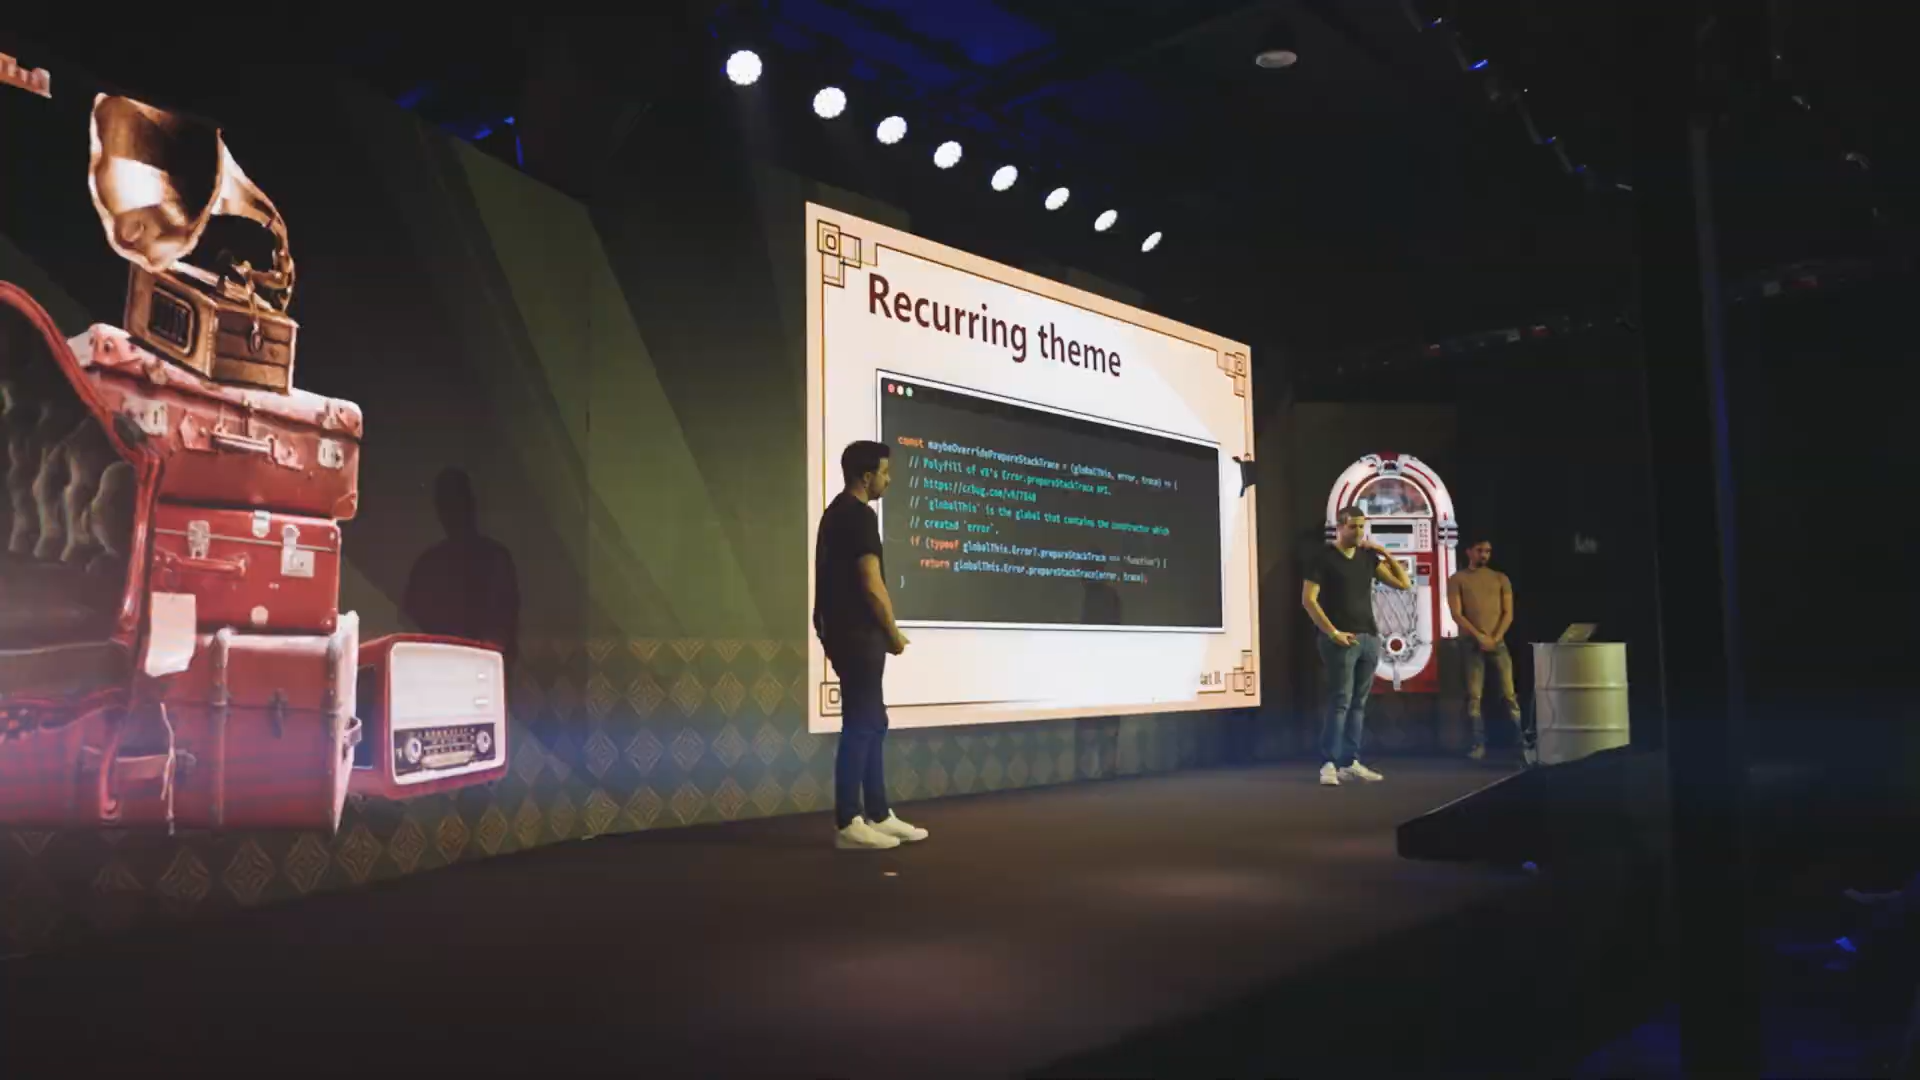 Recurring theme
const maybeOverridePrepareStackTrace = (globalThis, error, trace) => {
// Polyfill of V8's Error.prepareStackTrace API.
// https://crbug.com/v8/7848
// `globalThis` is the global that contains the constructor which
// created `error`.
if (typeof globalThis.Error?.prepareStackTrace === 'function') {
return globalThis.Error.prepareStackTrace(error, trace);
}